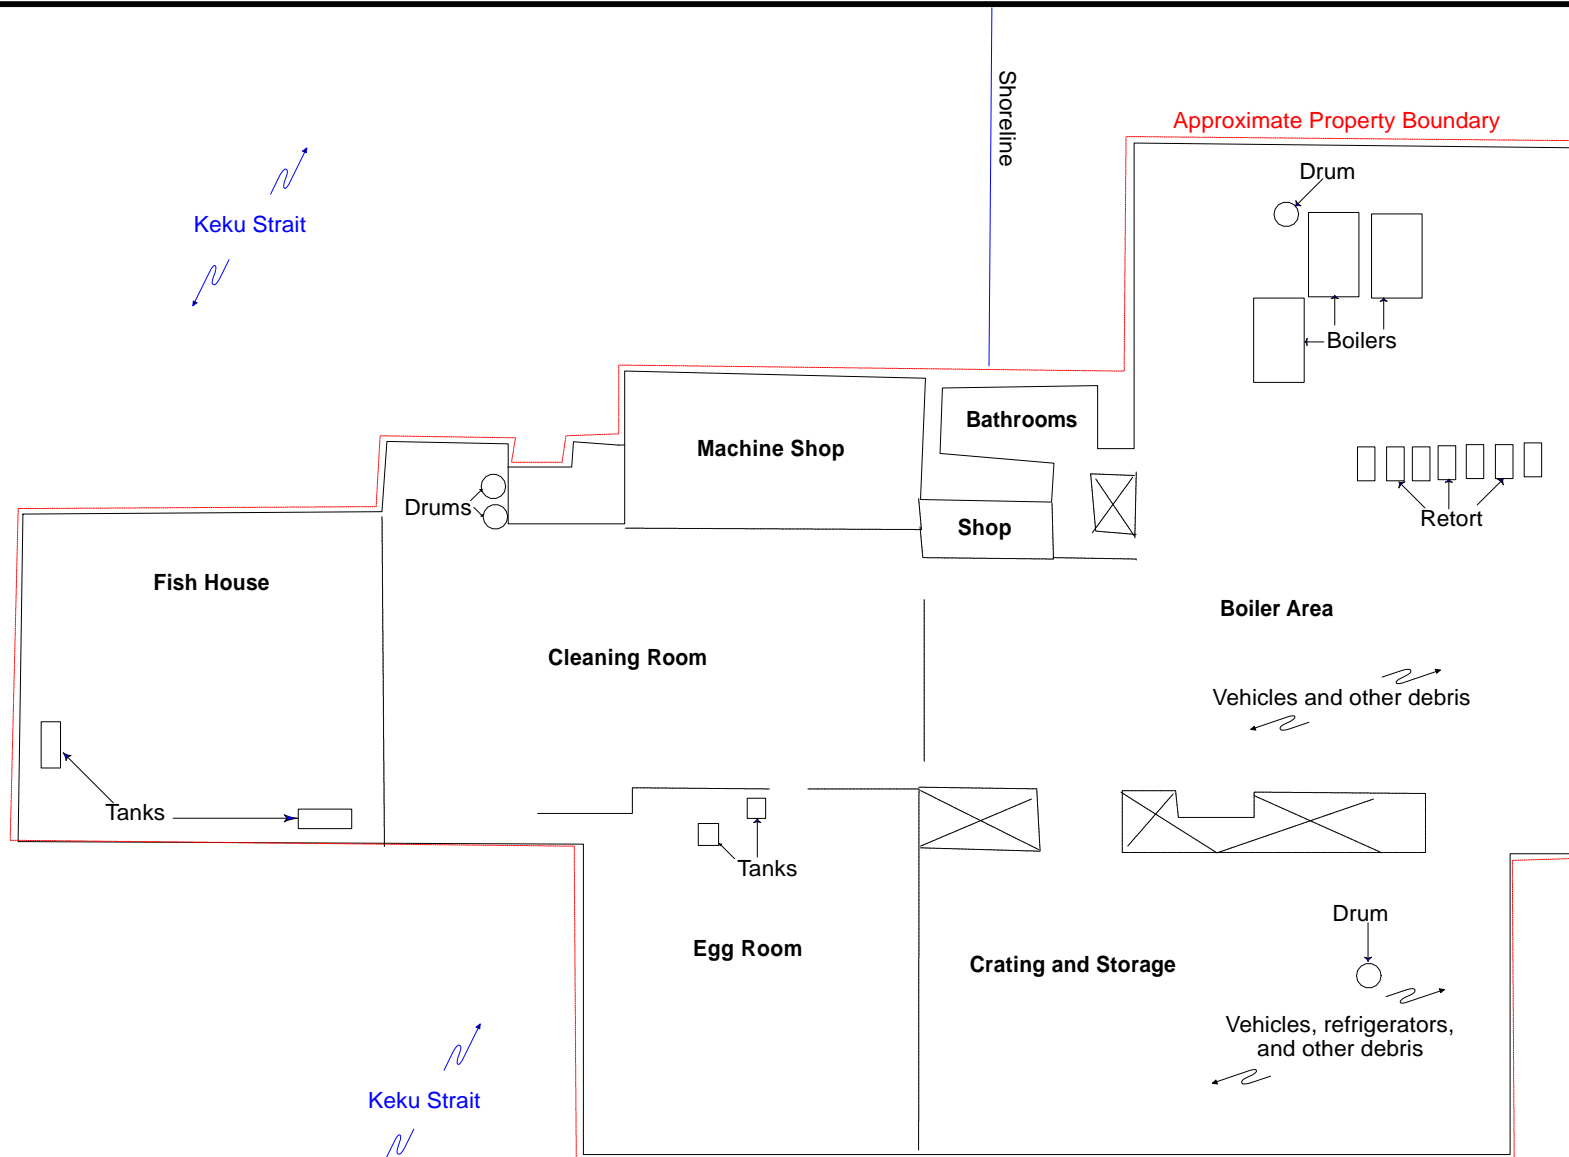 Shoreline
Approximate Property Boundary
Drum
Keku Strait
Boilers
Bathrooms
Machine Shop
Drums
Retort
Shop
Fish House
Boiler Area
Cleaning Room
Vehicles and other debris
Tanks
Tanks
Drum
Egg Room
Crating and Storage
Vehicles, refrigerators,
and other debris
Keku Strait